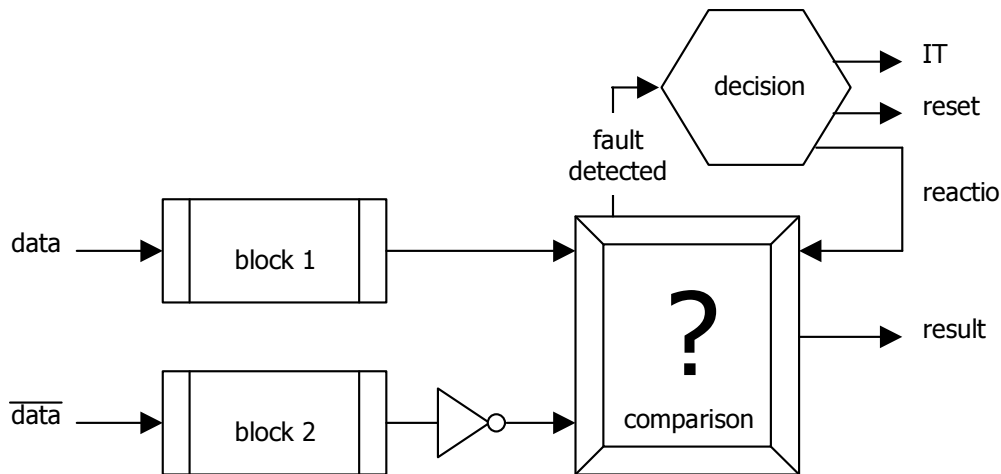 IT
decision
reset
fault
detected
reactio
data
block 1
?
result
data
block 2
comparison